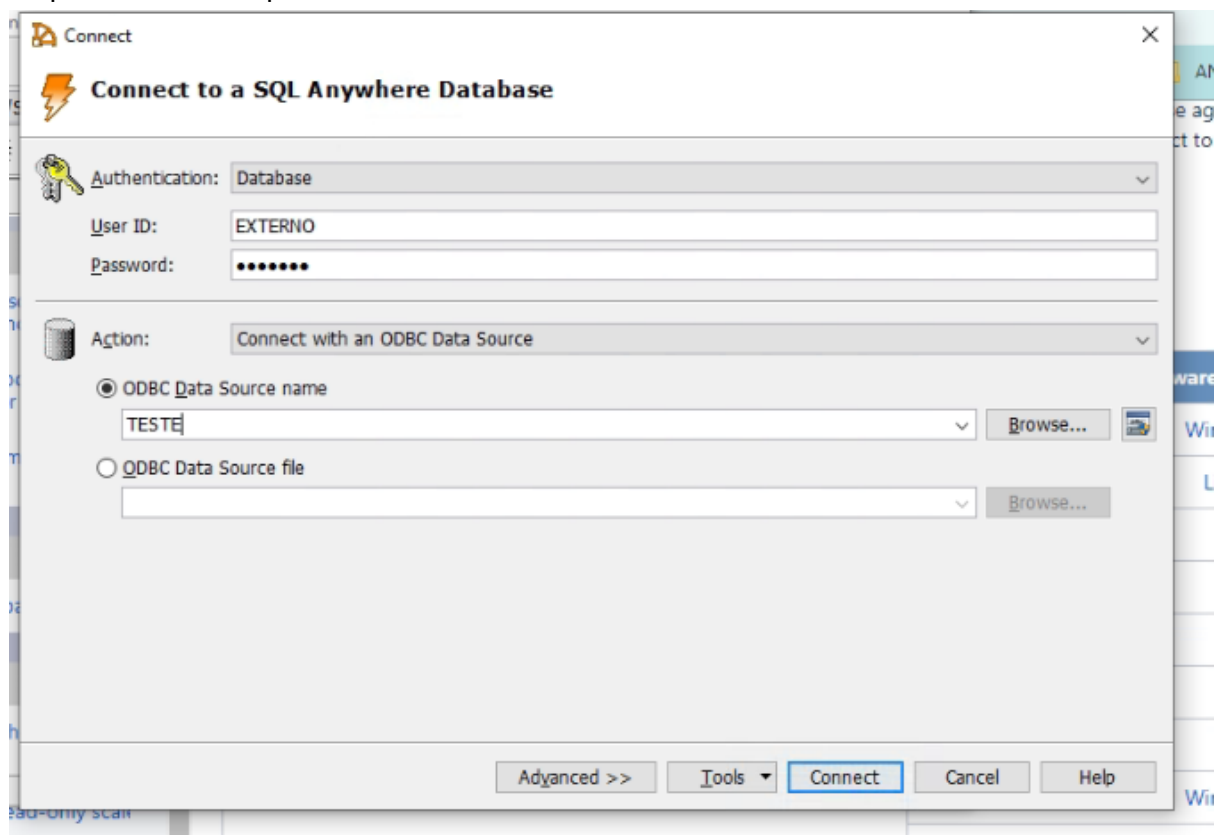 Connect
Connect to a SQL Anywhere Database
Authentication: Database
User ID: EXTERNO
Password: •••••••
Action: Connect with an ODBC Data Source
ODBC Data Source name
TESTE Browse...
ODBC Data Source file
Browse...
Advanced >> Tools Connect Cancel Help